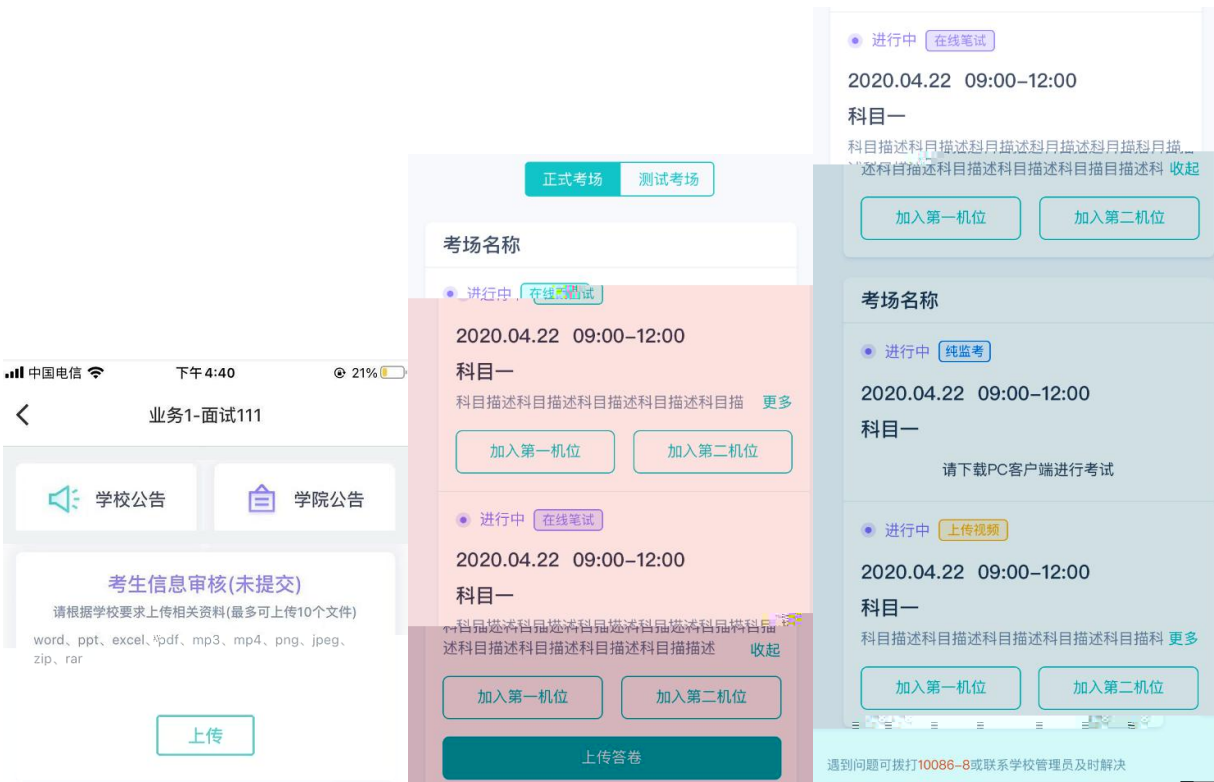 中国电信
下午4:40
21%
业务1-面试111
学校公告
学院公告
考生信息审核(未提交)
请根据学校要求上传相关资料(最多可上传10个文件)
word、ppt、excel、pdf、mp3、mp4、png、jpeg、
zip、rar
上传
正式考场
测试考场
考场名称
进行中
2020.04.22 09:00-12:00
科目一
科目描述科目描述科目描述科目描述科目描
更多
加入第一机位
加入第二机位
进行中
在线笔试
2020.04.22 09:00-12:00
科目一
述科目描述科目描述科目描述科目描描述
收起
加入第一机位
加入第二机位
上传答卷
进行中
在线笔试
2020.04.22 09:00-12:00
科目一
还科目描述科目描述科目描述科目描目描述科
收起
加入第一机位
加入第二机位
考场名称
进行中
纯监考
2020.04.22 09:00-12:00
科目一
请下载PC客户端进行考试
进行中
上传视频
2020.04.22 09:00-12:00
科目一
科目描述科目描述科目描述科目描述科目描科
更多
加入第一机位
加入第二机位
遇到问题可拨打10086-8或联系学校管理员及时解决